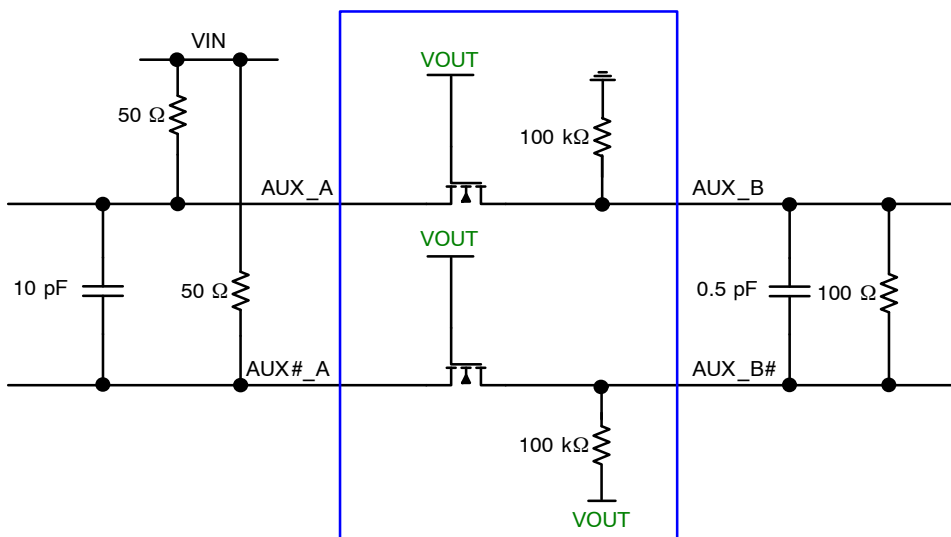 VIN
VOUT
50 Ω
100 kΩ
AUX_A
AUX_B
VOUT
10 pF
50 Ω
0.5 pF
100 Ω
AUX#_A
AUX_B#
100 kΩ
VOUT